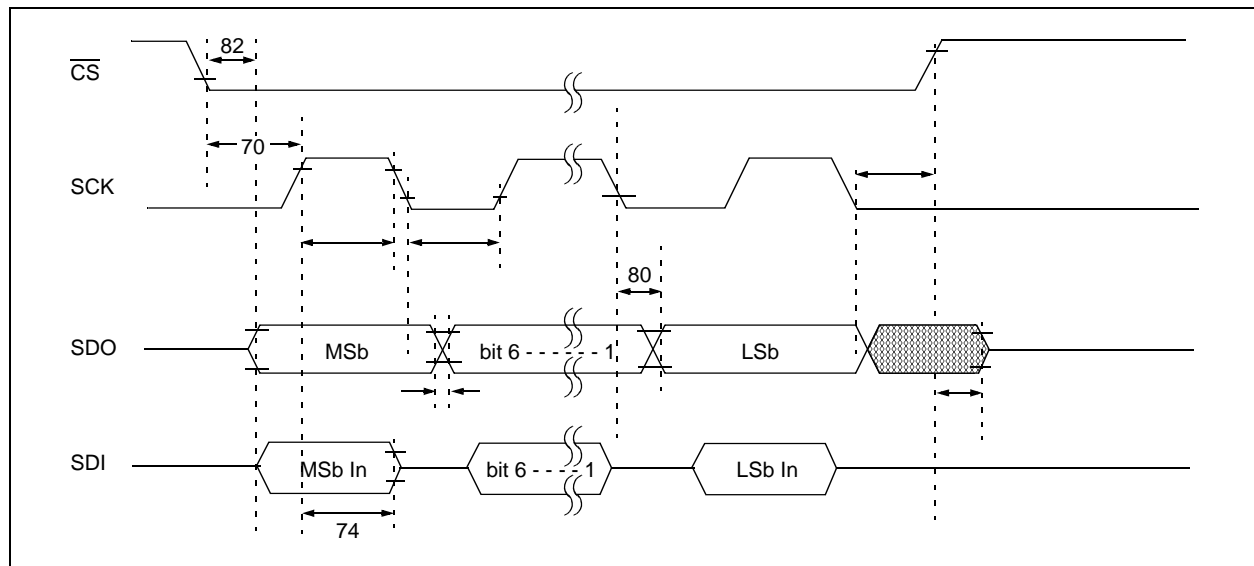 82
CS
70
SCK
80
SDO
MSb
bit 6 - - - - - - 1
LSb
SDI
MSb In
bit 6 - - - - 1
LSb In
74